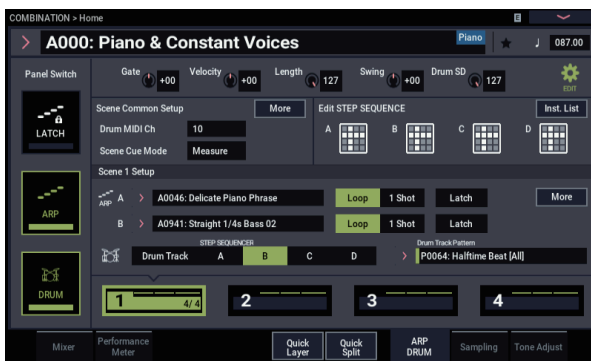 COMBINATION > Home E
A000: Piano & Constant Voices Piano ♩ 087.00
Panel Switch Gate +00 Velocity +00 Length 127 Swing +00 Drum SD 127 EDIT
Scene Common Setup More Edit STEP SEQUENCE Inst. List
LATCH Drum MIDI Ch 10 A B C D
Scene Cue Mode Measure
Scene 1 Setup
ARP A > A0046: Delicate Piano Phrase Loop 1 Shot Latch More
ARP B > A0941: Straight 1/4s Bass 02 Loop 1 Shot Latch
STEP SEQUENCER Drum Track Pattern
Drum Track A B C D > P0064: Halftime Beat [All]
DRUM 1 4/4 2 3 4
Mixer Performance Meter Quick Layer Quick Split ARP DRUM Sampling Tone Adjust